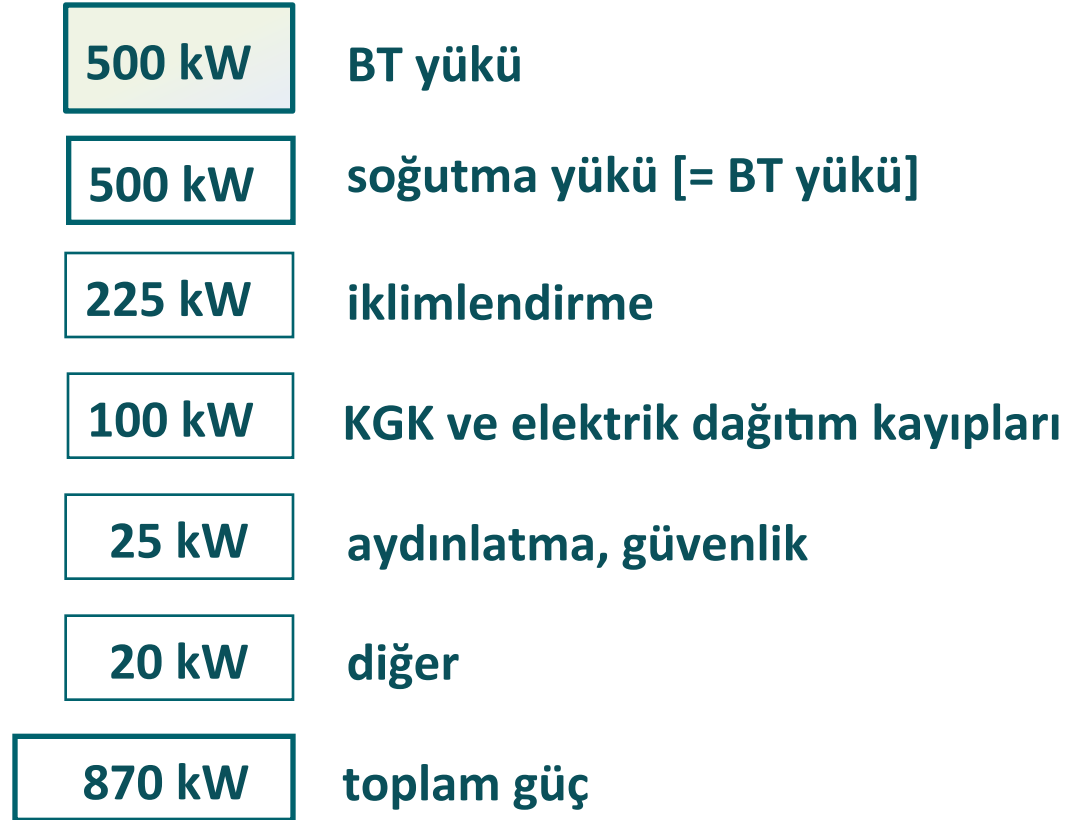 500 kW BT yükü
500 kW soğutma yükü [= BT yükü]
225 kW iklimlendirme
100 kW KGK ve elektrik dağıtım kayıpları
25 kW aydınlatma, güvenlik
20 kW diğer
870 kW toplam güç